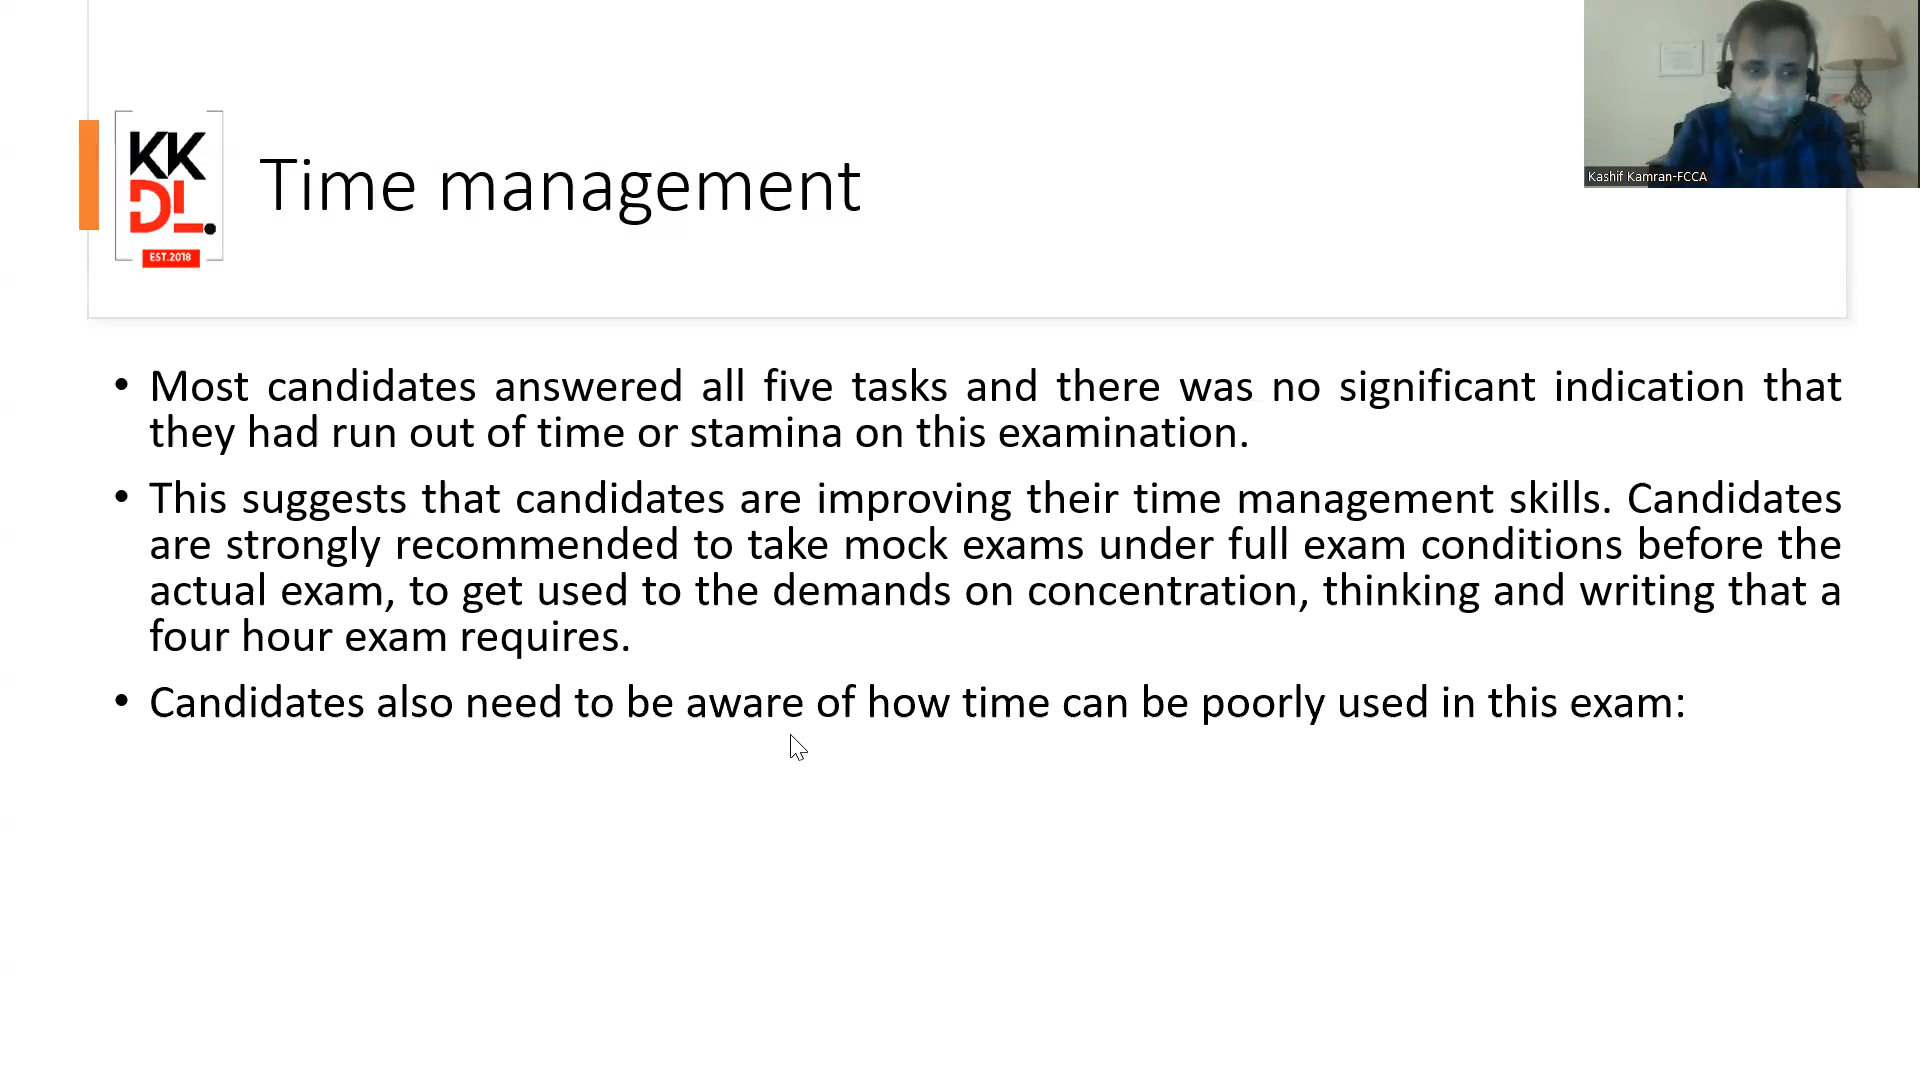 Kashif Kamran-FCCA
KK
DL.
EST.2018
Time management
• Most candidates answered all five tasks and there was no significant indication that
they had run out of time or stamina on this examination.
• This suggests that candidates are improving their time management skills. Candidates
are strongly recommended to take mock exams under full exam conditions before the
actual exam, to get used to the demands on concentration, thinking and writing that a
four hour exam requires.
• Candidates also need to be aware of how time can be poorly used in this exam: